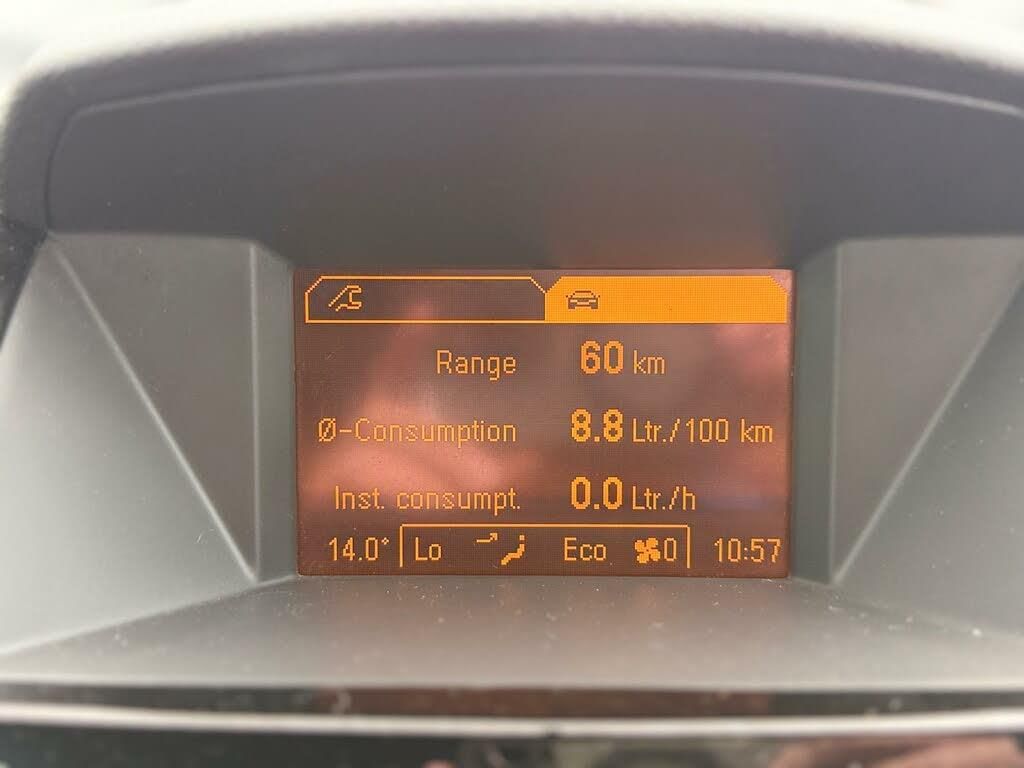 Range 60 km
Ø-Consumption 8.8 Ltr./100 km
Inst. consumpt. 0.0 Ltr./h
14.0° Lo Eco 0 10:57